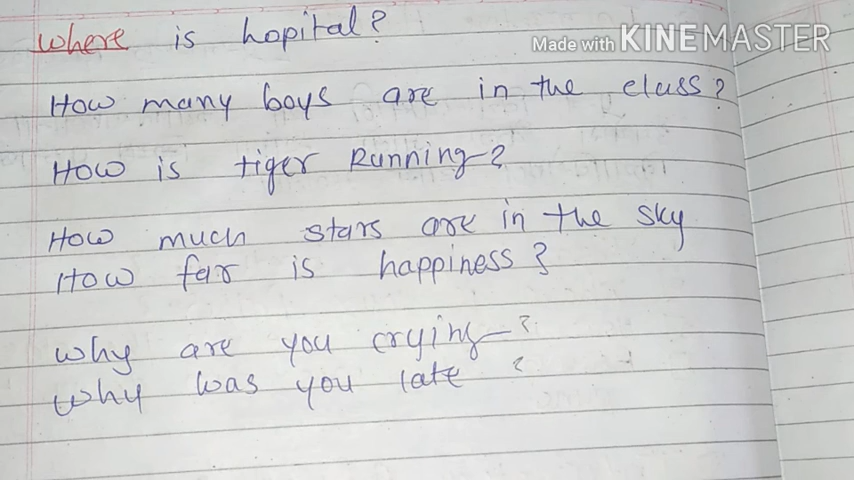 Where is hopital?
Made with KINEMASTER
How many boys are in the class?
How is tiger Running?
How much stars are in the sky
How far is happiness?
Why are you crying?
Why was you late ?